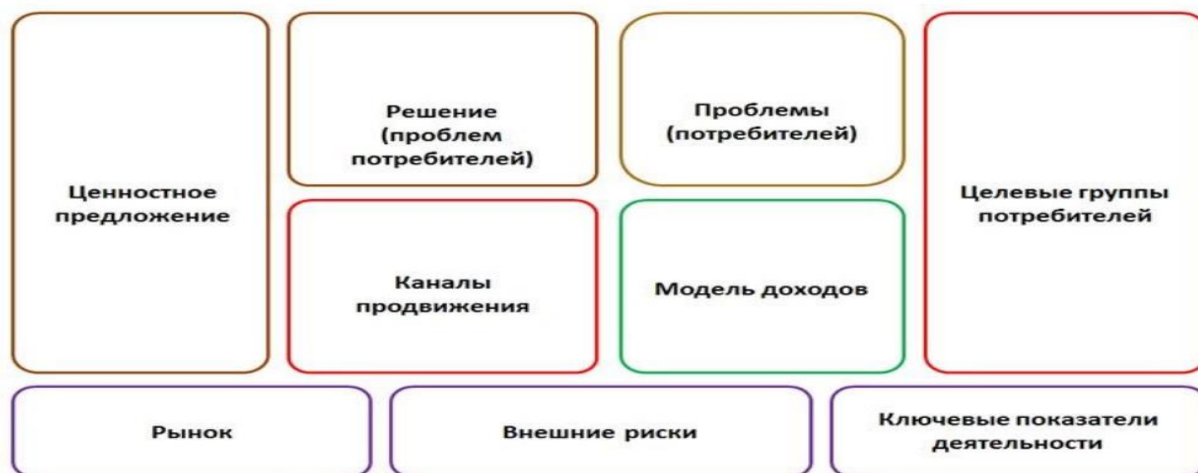 Ценностное
предложение
Решение
(проблем
потребителей)
Проблемы
(потребителей)
Целевые группы
потребителей
Каналы
продвижения
Модель доходов
Рынок
Внешние риски
Ключевые показатели
деятельности